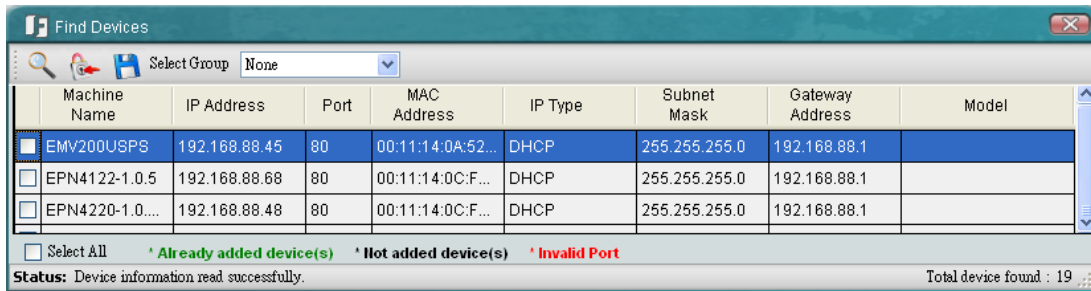 Find Devices
Select Group None
Machine Name IP Address Port MAC Address IP Type Subnet Mask Gateway Address Model
EMV200USPS 192.168.88.45 80 00:11:14:0A:52... DHCP 255.255.255.0 192.168.88.1
EPN4122-1.0.5 192.168.88.68 80 00:11:14:0C:F... DHCP 255.255.255.0 192.168.88.1
EPN4220-1.0.... 192.168.88.48 80 00:11:14:0C:F... DHCP 255.255.255.0 192.168.88.1
Select All * Already added device(s) * Not added device(s) * Invalid Port
Status: Device information read successfully. Total device found : 19